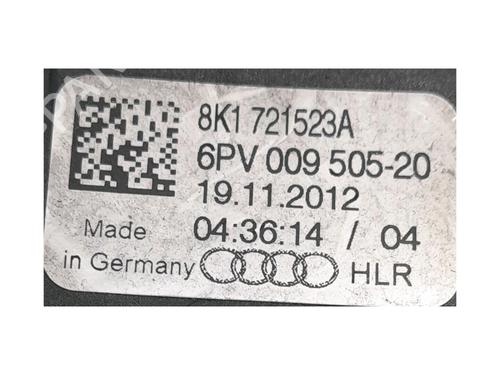 8K1 721523A
6PV 009 505-20
19.11.2012
Made 04:36:14 / 04
in Germany HLR